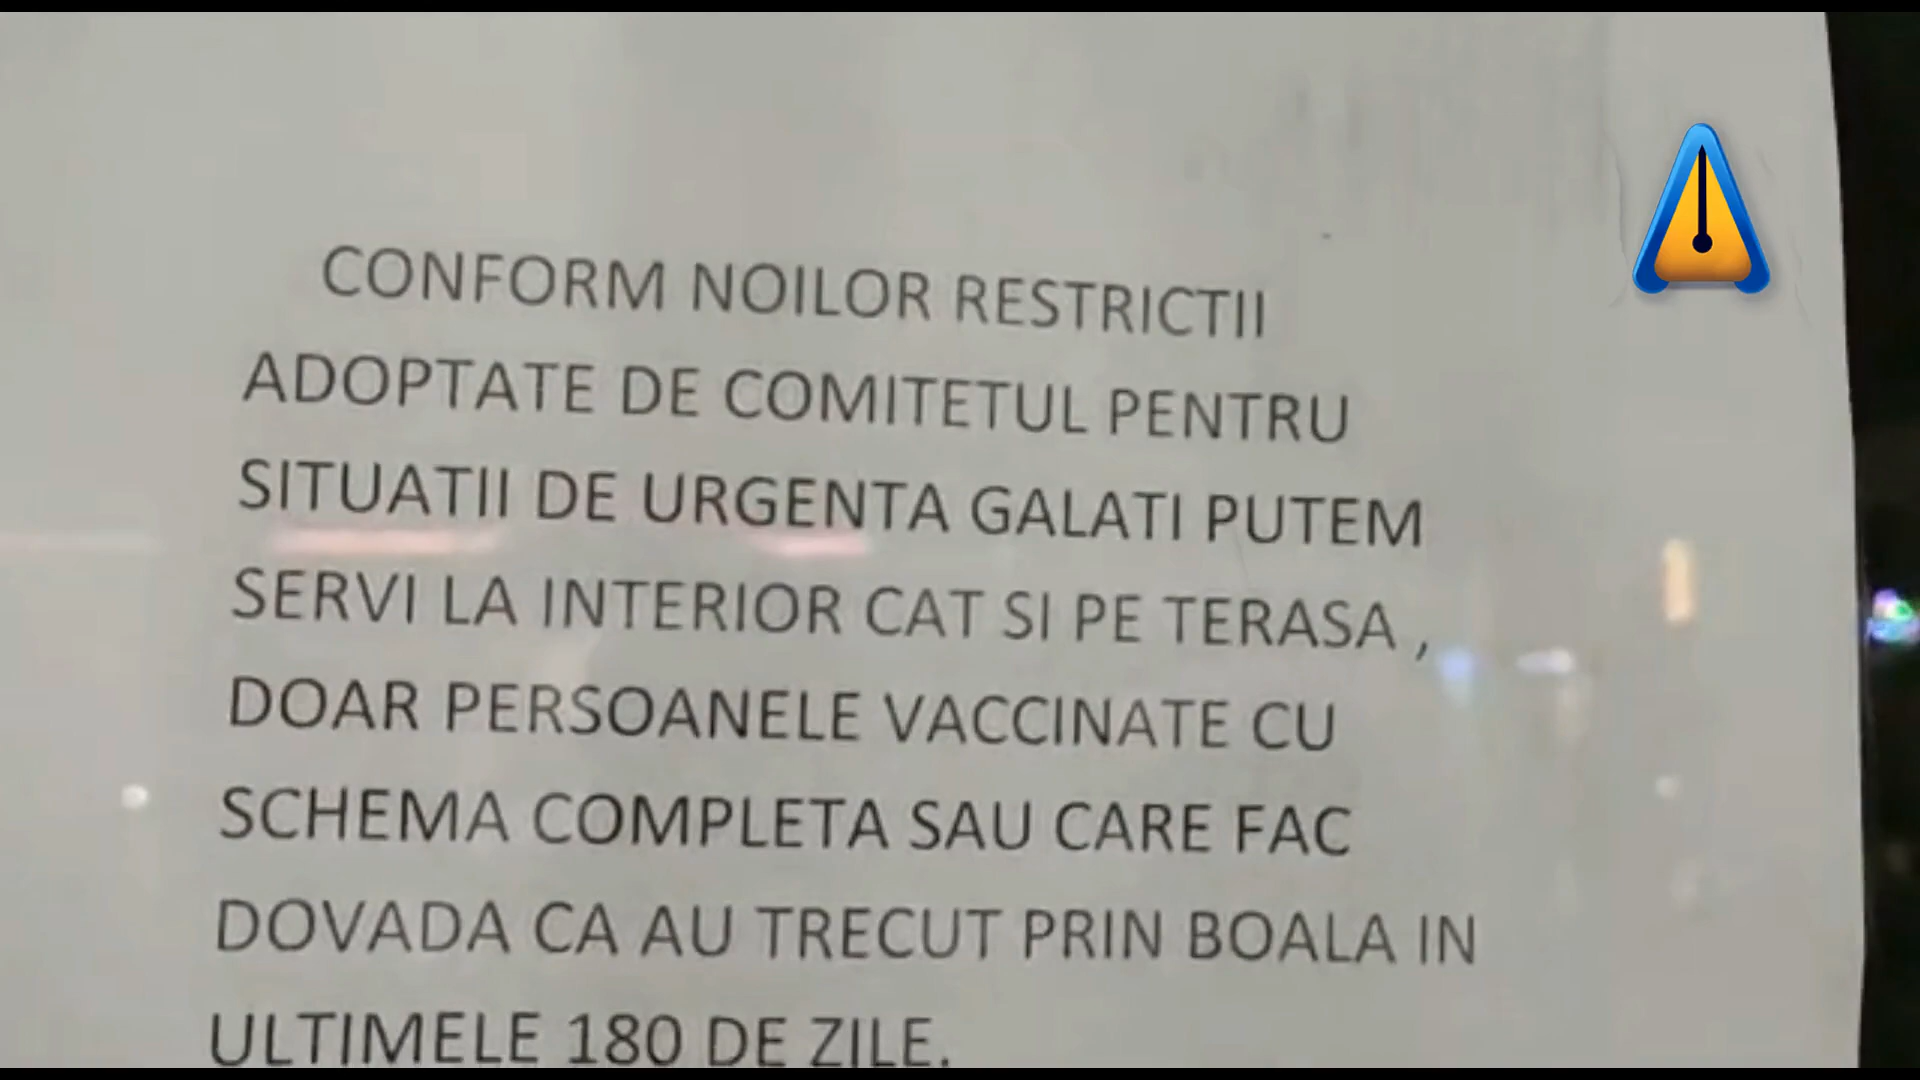 CONFORM NOILOR RESTRICTII
ADOPTATE DE COMITETUL PENTRU
SITUATII DE URGENTA GALATI PUTEM
SERVI LA INTERIOR CAT SI PE TERASA ,
DOAR PERSOANELE VACCINATE CU
SCHEMA COMPLETA SAU CARE FAC
DOVADA CA AU TRECUT PRIN BOALA IN
ULTIMELE 180 DE ZILE.